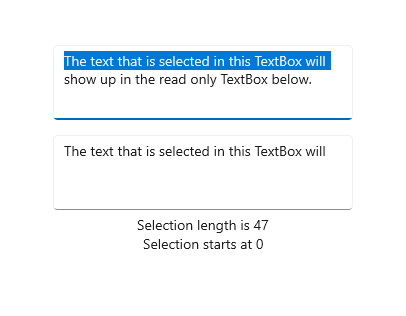 The text that is selected in this TextBox will
show up in the read only TextBox below.
The text that is selected in this TextBox will
Selection length is 47
Selection starts at 0